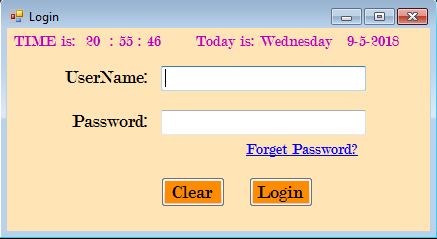 Login
TIME is: 20 : 55 : 46 Today is: Wednesday 9-5-2018
UserName:
Password:
Forget Password?
Clear Login